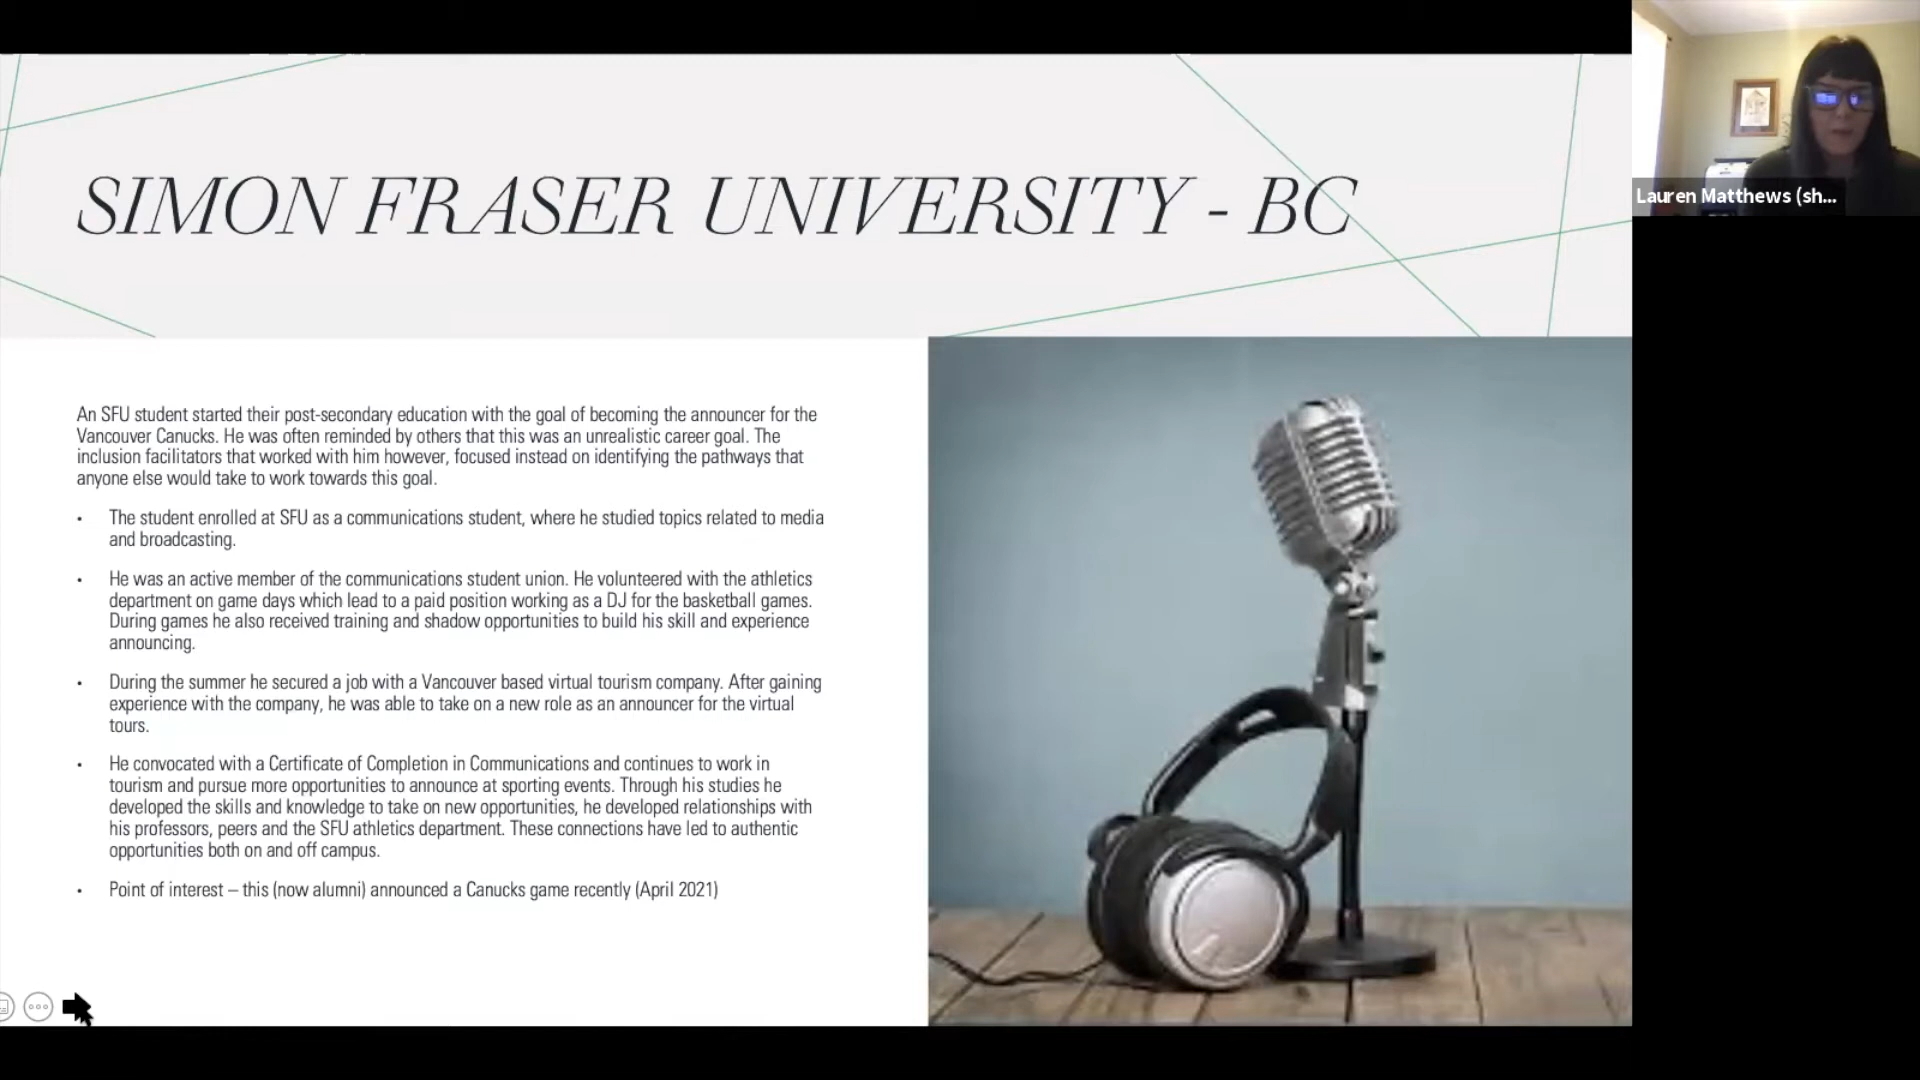 SIMON FRASER UNIVERSITY - BC
Lauren Matthews (sh...
An SFU student started their post-secondary education with the goal of becoming the announcer for the
Vancouver Canucks. He was often reminded by others that this was an unrealistic career goal. The
inclusion facilitators that worked with him however, focused instead on identifying the pathways that
anyone else would take to work towards this goal.
• The student enrolled at SFU as a communications student, where he studied topics related to media
and broadcasting.
• He was an active member of the communications student union. He volunteered with the athletics
department on game days which lead to a paid position working as a DJ for the basketball games.
During games he also received training and shadow opportunities to build his skill and experience
announcing.
• During the summer he secured a job with a Vancouver based virtual tourism company. After gaining
experience with the company, he was able to take on a new role as an announcer for the virtual
tours.
• He convocated with a Certificate of Completion in Communications and continues to work in
tourism and pursue more opportunities to announce at sporting events. Through his studies he
developed the skills and knowledge to take on new opportunities, he developed relationships with
his professors, peers and the SFU athletics department. These connections have led to authentic
opportunities both on and off campus.
• Point of interest – this (now alumni) announced a Canucks game recently (April 2021)